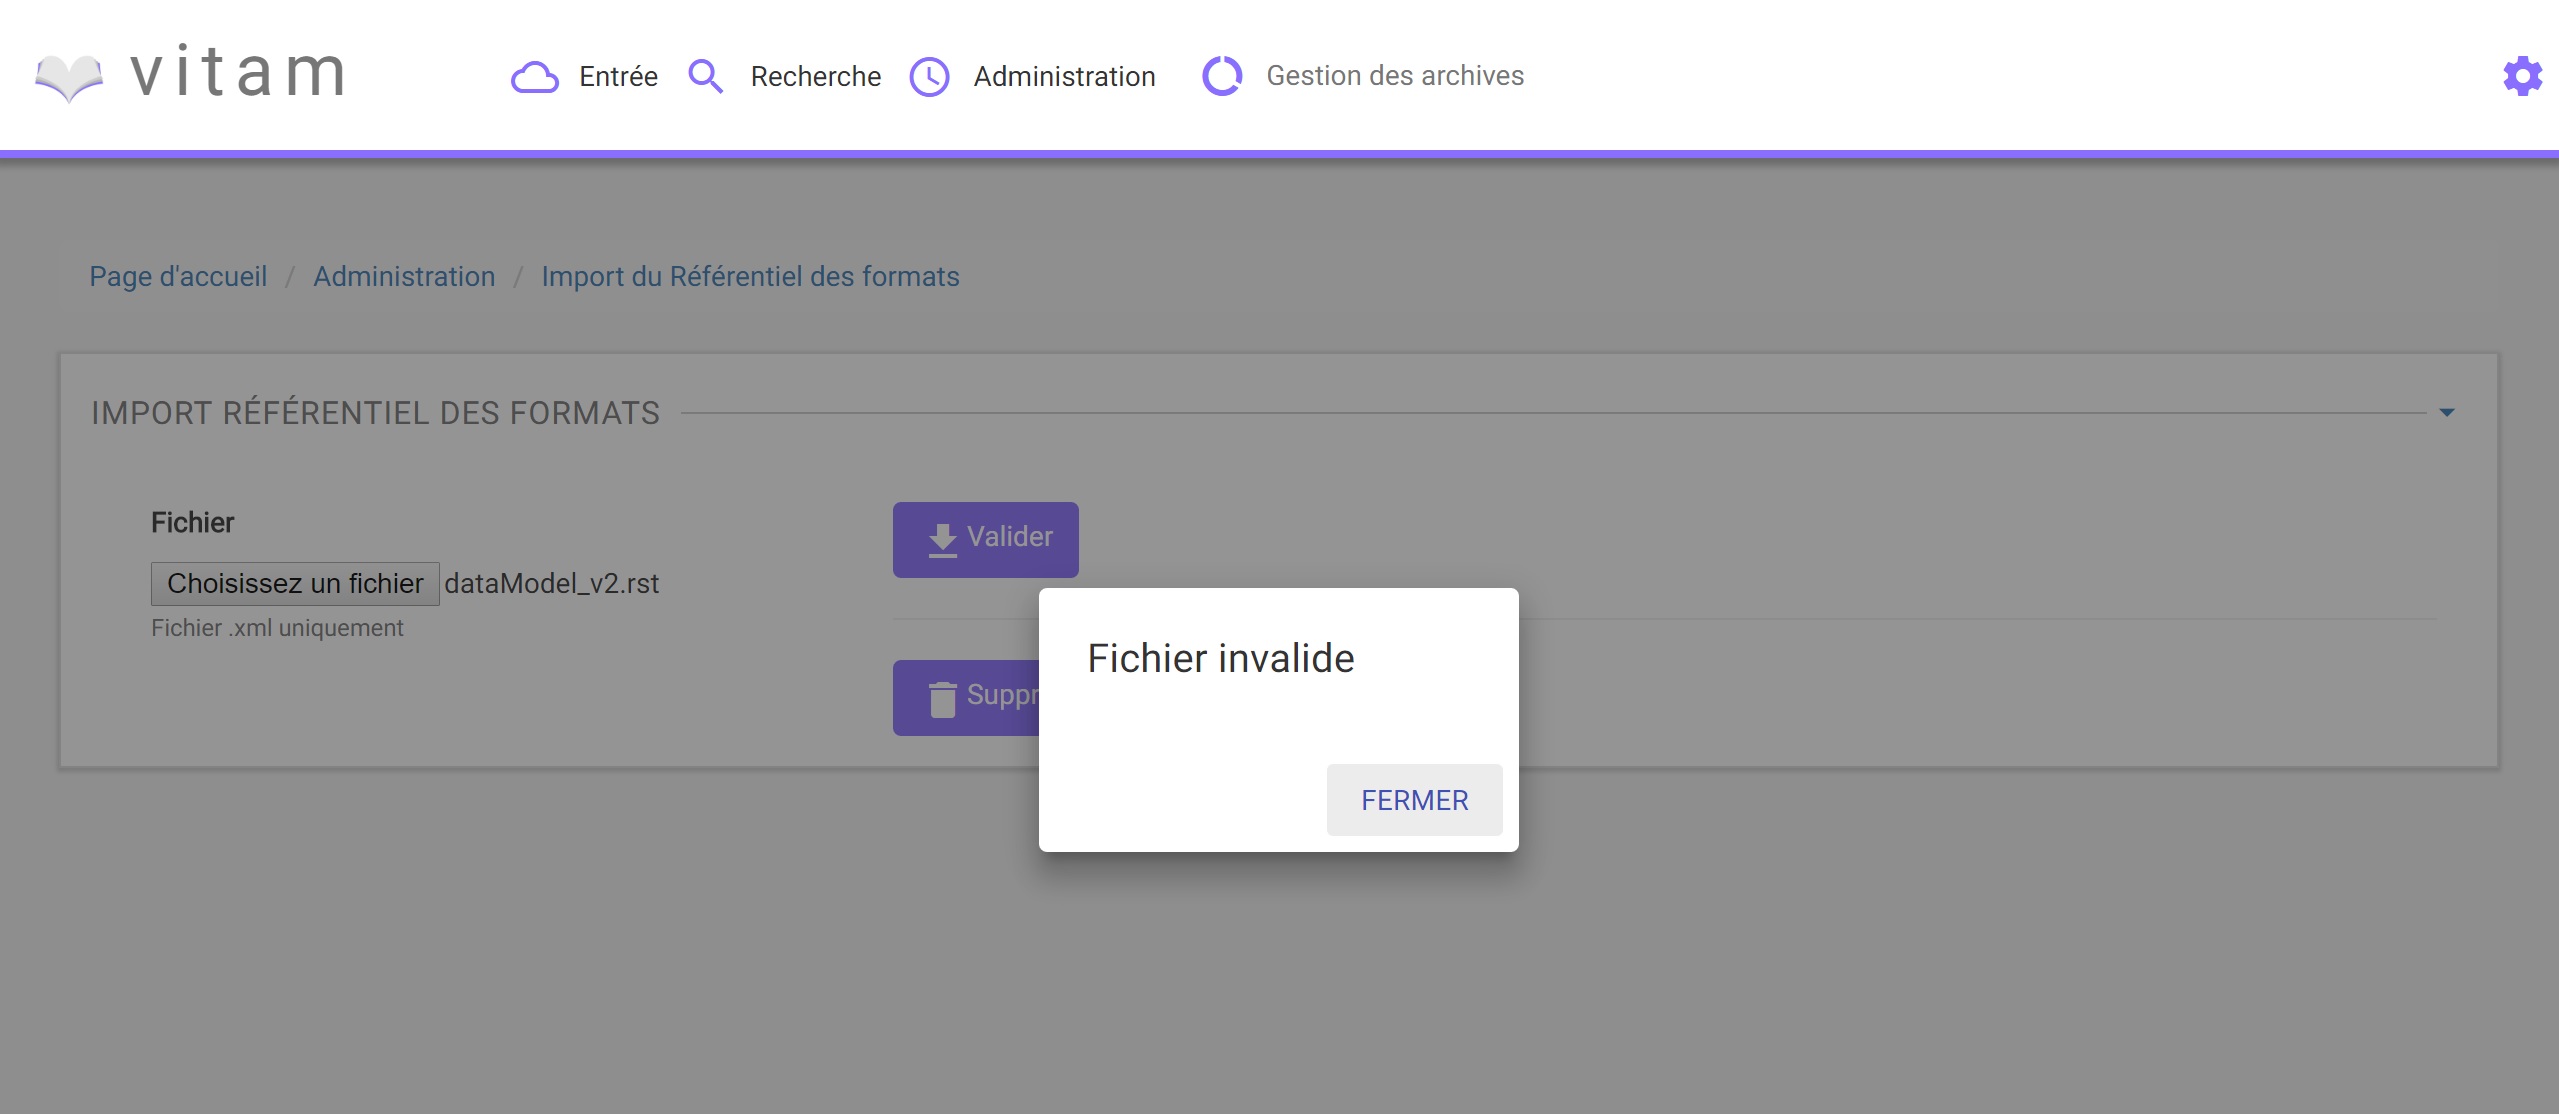 vitam
Entrée Recherche Administration Gestion des archives
Page d'accueil / Administration / Import du Référentiel des formats
IMPORT RÉFÉRENTIEL DES FORMATS
Fichier
Valider
Choisissez un fichier dataModel_v2.rst
Fichier .xml uniquement
Fichier invalide
Suppr
FERMER